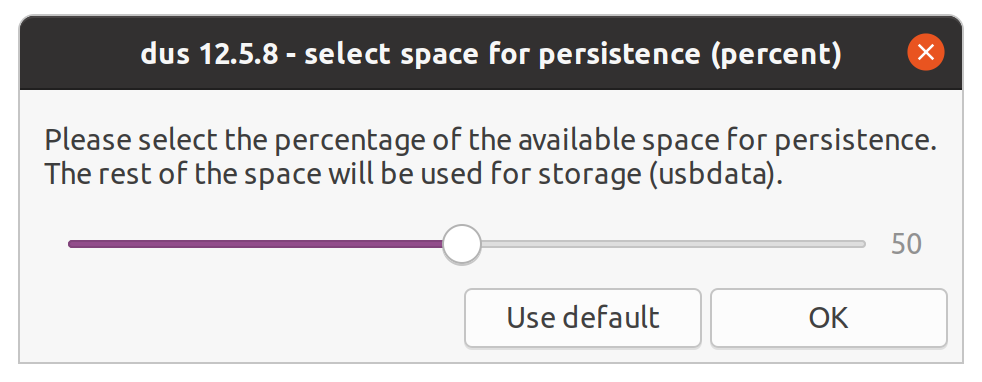 dus 12.5.8 - select space for persistence (percent)
Please select the percentage of the available space for persistence.
The rest of the space will be used for storage (usbdata).
50
Use default
OK